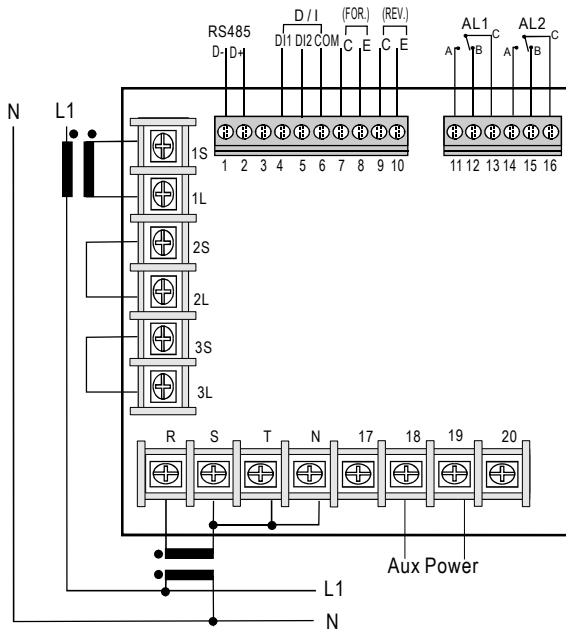 D / I (FOR.) (REV.) AL1 AL2
RS485
D- D+ DI1 DI2 COM C E C E A B C A B C
N L1
1S
1 2 3 4 5 6 7 8 9 10 11 12 13 14 15 16
1L
2S
2L
3S
3L
R S T N 17 18 19 20
Aux Power
L1
N